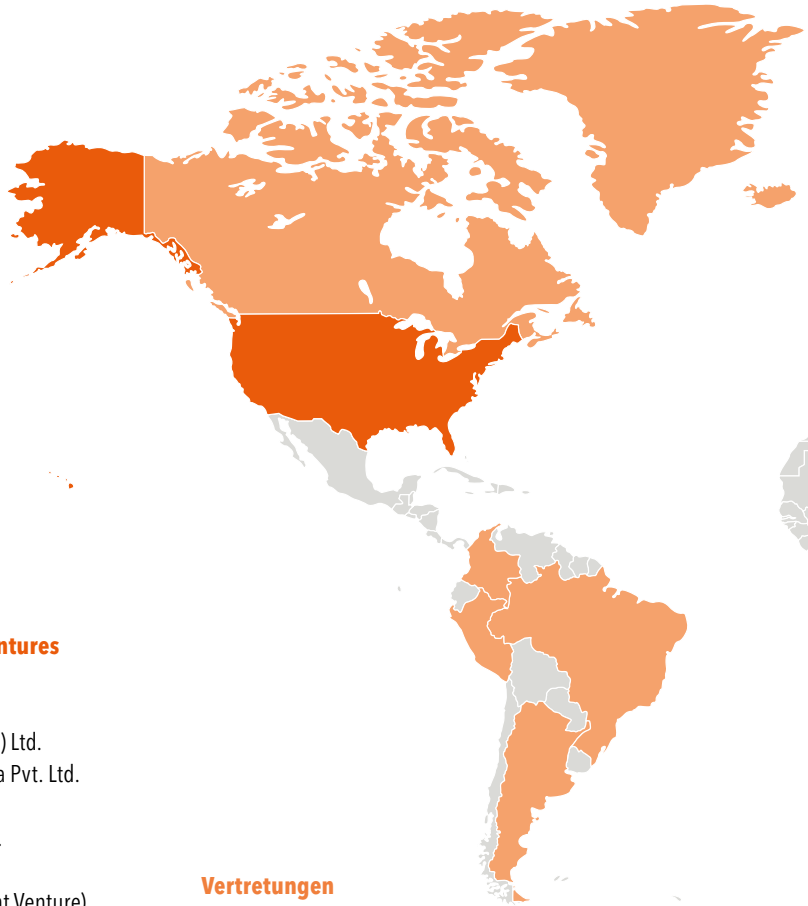 ntures
) Ltd.
a Pvt. Ltd.
Vertretungen
nt Venture)